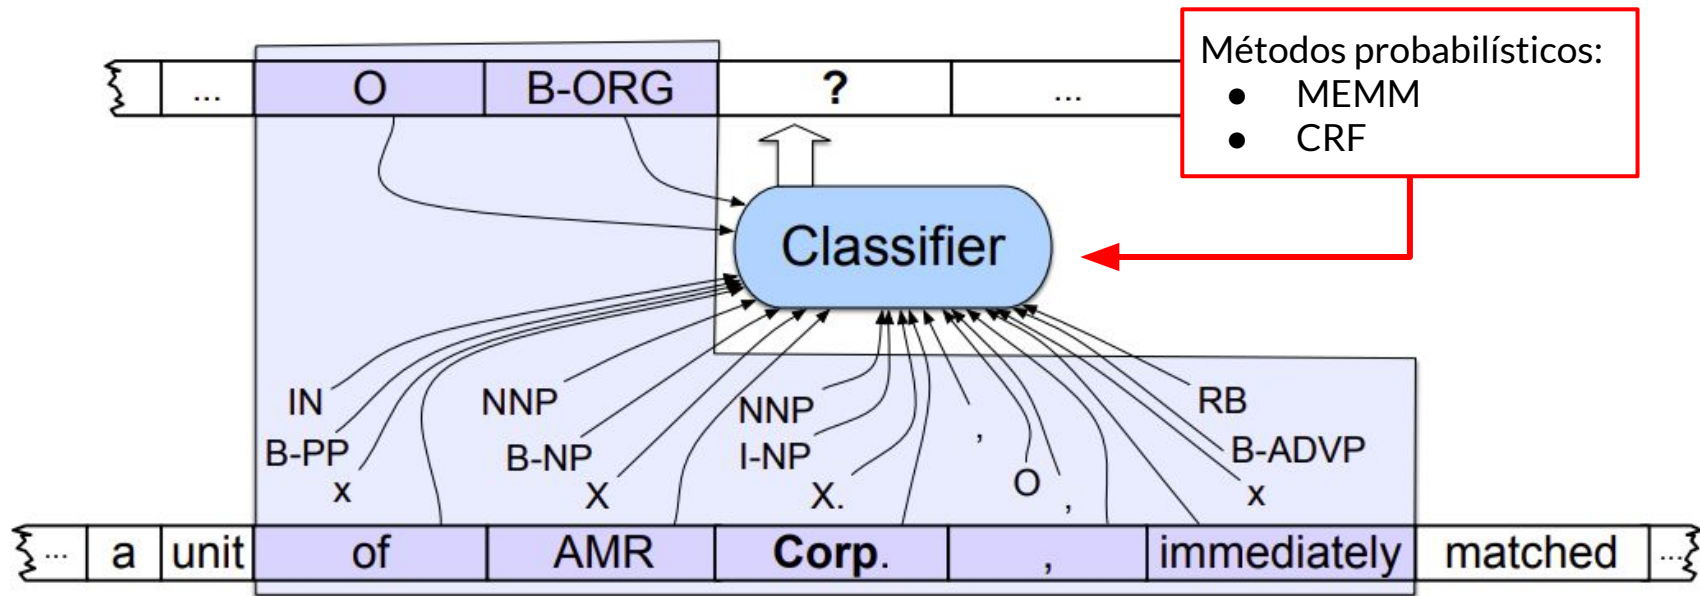 Métodos probabilísticos:
● MEMM
● CRF
... O B-ORG ? ...
Classifier
IN NNP NNP , RB
B-PP B-NP I-NP O B-ADVP
x X X. , x
... a unit of AMR Corp. , immediately matched ...